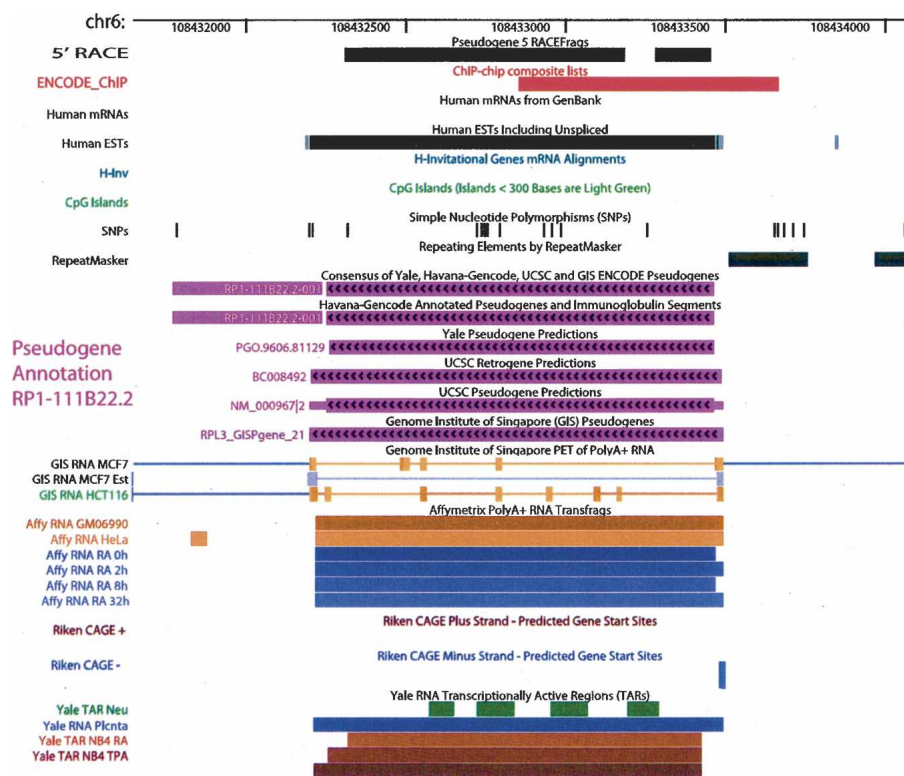 chr6: 108432000 108432500 108433000 108433500 108434000
Pseudogene 5 RACEFrags
5' RACE
ChIP-chip composite lists
ENCODE_ChIP
Human mRNAs from GenBank
Human mRNAs
Human ESTs Including Unspliced
Human ESTs
H-Invitational Genes mRNA Alignments
H-Inv
CpG Islands (Islands < 300 Bases are Light Green)
CpG Islands
Simple Nucleotide Polymorphisms (SNPs)
SNPs
Repeating Elements by RepeatMasker
RepeatMasker
Consensus of Yale, Havana-Gencode, UCSC and GIS ENCODE Pseudogenes
RP1-111B22.2-001
Havana-Gencode Annotated Pseudogenes and Immunoglobulin Segments
RP1-111B22.2-001
Yale Pseudogene Predictions
PGO.9606.81129
Pseudogene
Annotation
RP1-111B22.2
UCSC Retrogene Predictions
BC008492
UCSC Pseudogene Predictions
NM_000967|2
Genome Institute of Singapore (GIS) Pseudogenes
RPL3_GISPgene_21
Genome Institute of Singapore PET of PolyA+ RNA
GIS RNA MCF7
GIS RNA MCF7 Est
GIS RNA HCT116
Affymetrix PolyA+ RNA Transfrags
Affy RNA GM06990
Affy RNA HeLa
Affy RNA RA 0h
Affy RNA RA 2h
Affy RNA RA 8h
Affy RNA RA 32h
Riken CAGE Plus Strand - Predicted Gene Start Sites
Riken CAGE +
Riken CAGE Minus Strand - Predicted Gene Start Sites
Riken CAGE -
Yale RNA Transcriptionally Active Regions (TARs)
Yale TAR Neu
Yale RNA Plcnta
Yale TAR NB4 RA
Yale TAR NB4 TPA